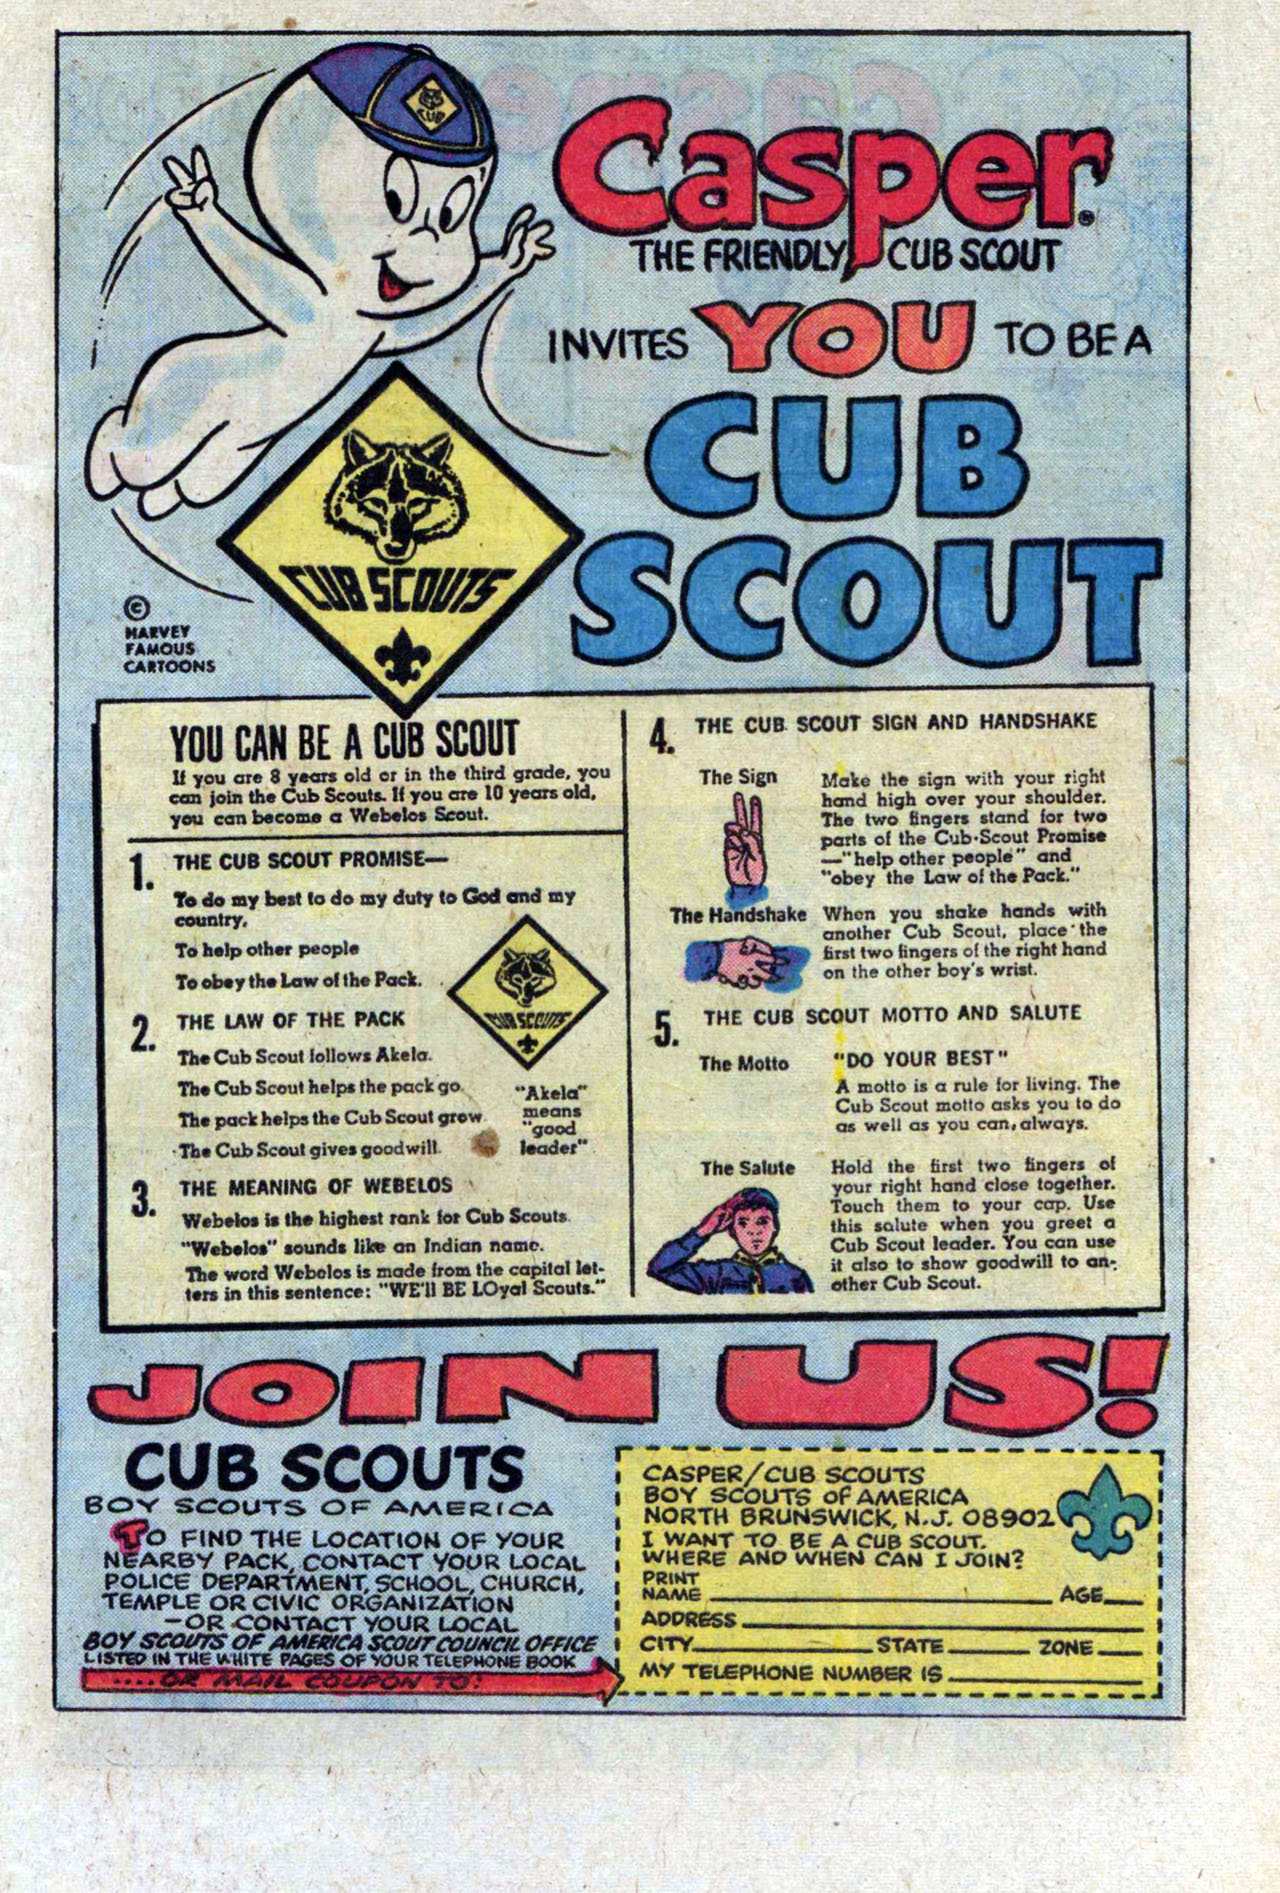 CUB
Casper®
THE FRIENDLY CUB SCOUT
INVITES YOU TO BE A
CUB
SCOUT
CUB SCOUTS
©
HARVEY
FAMOUS
CARTOONS
YOU CAN BE A CUB SCOUT
If you are 8 years old or in the third grade, you
can join the Cub Scouts. If you are 10 years old,
you can become a Webelos Scout.
1. THE CUB SCOUT PROMISE—
To do my best to do my duty to God and my
country,
To help other people
To obey the Law of the Pack.
CUB SCOUTS
2. THE LAW OF THE PACK
The Cub Scout follows Akela.
The Cub Scout helps the pack go.
The pack helps the Cub Scout grow.
The Cub Scout gives goodwill.
"Akela"
means
"good
leader"
3. THE MEANING OF WEBELOS
Webelos is the highest rank for Cub Scouts.
"Webelos" sounds like an Indian name.
The word Webelos is made from the capital let-
ters in this sentence: "WE'll BE LOyal Scouts."
4. THE CUB SCOUT SIGN AND HANDSHAKE
The Sign
Make the sign with your right
hand high over your shoulder.
The two fingers stand for two
parts of the Cub Scout Promise
—"help other people" and
"obey the Law of the Pack."
The Handshake
When you shake hands with
another Cub Scout, place the
first two fingers of the right hand
on the other boy's wrist.
5. THE CUB SCOUT MOTTO AND SALUTE
The Motto
"DO YOUR BEST"
A motto is a rule for living. The
Cub Scout motto asks you to do
as well as you can, always.
The Salute
Hold the first two fingers of
your right hand close together.
Touch them to your cap. Use
this salute when you greet a
Cub Scout leader. You can use
it also to show goodwill to an-
other Cub Scout.
JOIN US!
CUB SCOUTS
BOY SCOUTS OF AMERICA
TO FIND THE LOCATION OF YOUR
NEARBY PACK, CONTACT YOUR LOCAL
POLICE DEPARTMENT, SCHOOL, CHURCH,
TEMPLE OR CIVIC ORGANIZATION
—OR CONTACT YOUR LOCAL
BOY SCOUTS OF AMERICA SCOUT COUNCIL OFFICE
LISTED IN THE WHITE PAGES OF YOUR TELEPHONE BOOK
....OR MAIL COUPON TO:
CASPER/CUB SCOUTS
BOY SCOUTS OF AMERICA
NORTH BRUNSWICK, N.J. 08902
I WANT TO BE A CUB SCOUT.
WHERE AND WHEN CAN I JOIN?
PRINT
NAME AGE
ADDRESS
CITY STATE ZONE
MY TELEPHONE NUMBER IS